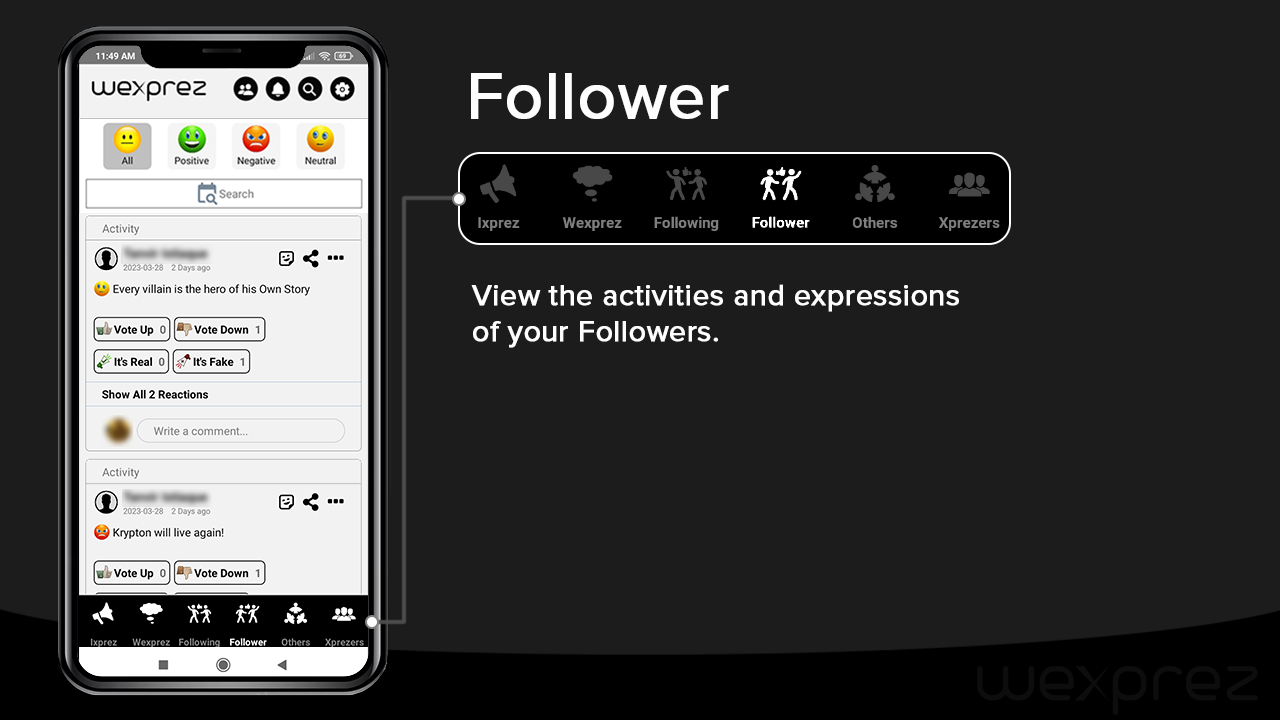 11:49 AM
69
wexprez
All Positive Negative Neutral
Search
Activity
2023-03-28 2 Days ago
Every villain is the hero of his Own Story
Vote Up 0 Vote Down 1
It's Real 0 It's Fake 1
Show All 2 Reactions
Write a comment...
Activity
2023-03-28 2 Days ago
Krypton will live again!
Vote Up 0 Vote Down 1
Ixprez Wexprez Following Follower Others Xprezers
Follower
Ixprez Wexprez Following Follower Others Xprezers
View the activities and expressions
of your Followers.
wexprez